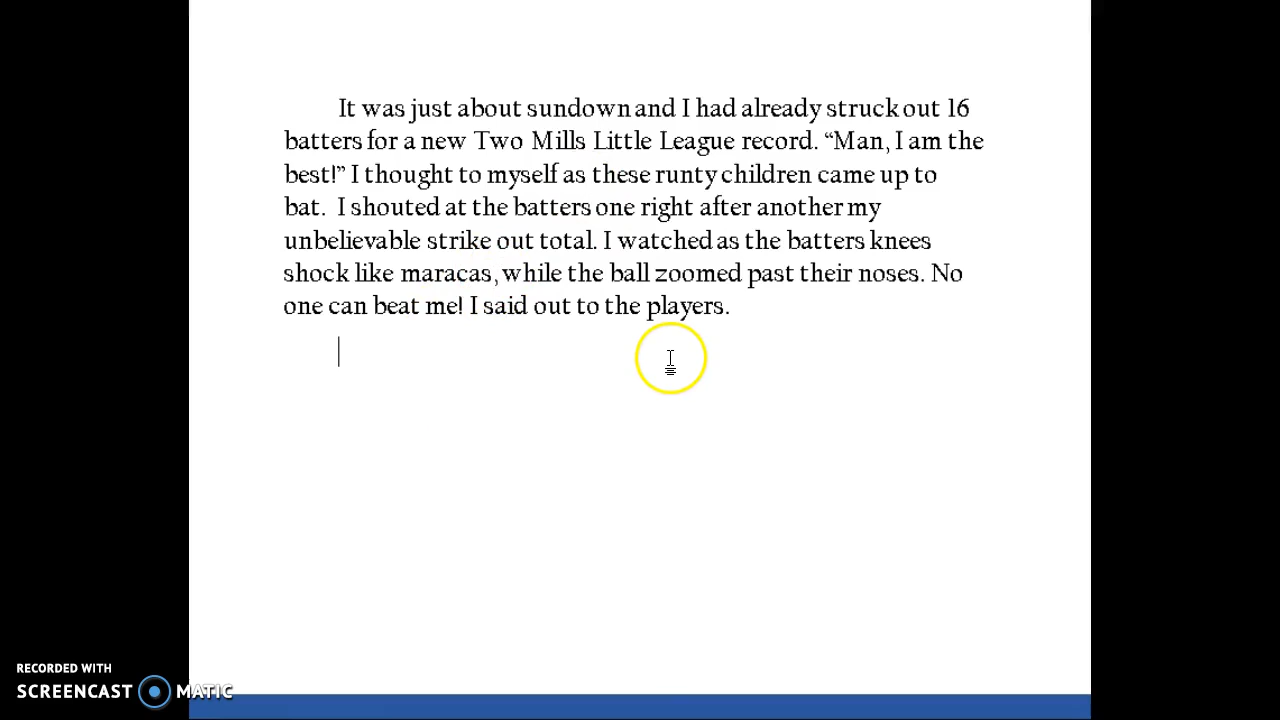 It was just about sundown and I had already struck out 16
batters for a new Two Mills Little League record. “Man, I am the
best!” I thought to myself as these runty children came up to
bat.  I shouted at the batters one right after another my
unbelievable strike out total. I watched as the batters knees
shock like maracas, while the ball zoomed past their noses. No
one can beat me! I said out to the players.
RECORDED WITH
SCREENCAST MATIC